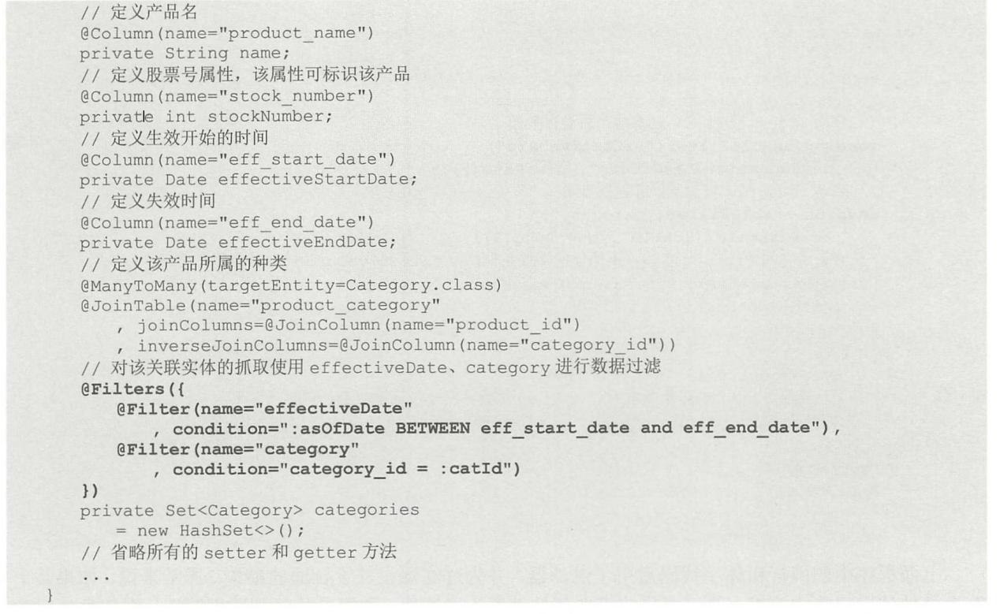 // 定义产品名
@Column(name="product_name")
private String name;
// 定义股票号属性，该属性可标识该产品
@Column(name="stock_number")
private int stockNumber;
// 定义生效开始的时间
@Column(name="eff_start_date")
private Date effectiveStartDate;
// 定义失效时间
@Column(name="eff_end_date")
private Date effectiveEndDate;
// 定义该产品所属的种类
@ManyToMany(targetEntity=Category.class)
@JoinTable(name="product_category"
, joinColumns=@JoinColumn(name="product_id")
, inverseJoinColumns=@JoinColumn(name="category_id"))
// 对该关联实体的抓取使用 effectiveDate、category 进行数据过滤
@Filters({
@Filter(name="effectiveDate"
, condition=":asOfDate BETWEEN eff_start_date and eff_end_date"),
@Filter(name="category"
, condition="category_id = :catId")
})
private Set<Category> categories
= new HashSet<>();
// 省略所有的 setter 和 getter 方法
...
}